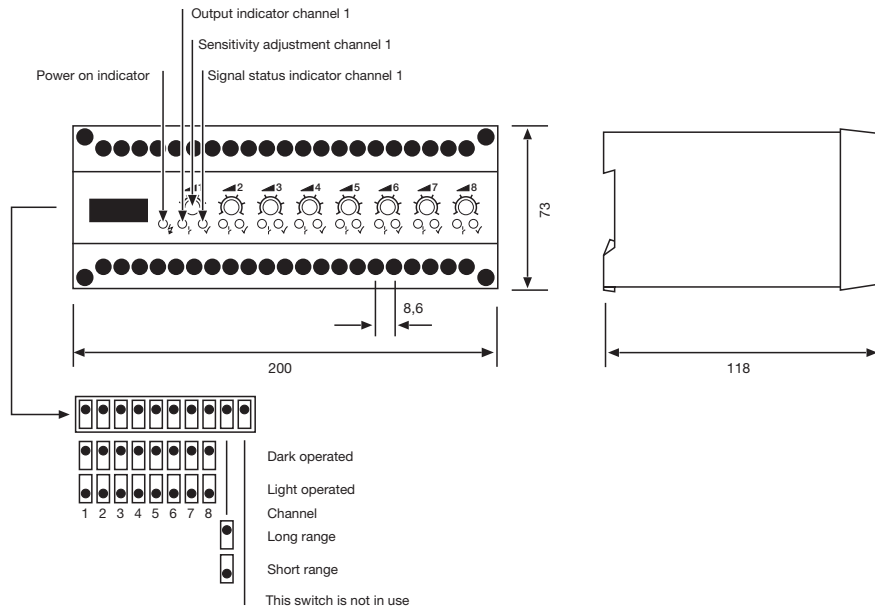 Output indicator channel 1
Sensitivity adjustment channel 1
Power on indicator
Signal status indicator channel 1
1 2 3 4 5 6 7 8
73
8,6
200
118
Dark operated
Light operated
1 2 3 4 5 6 7 8 Channel
Long range
Short range
This switch is not in use